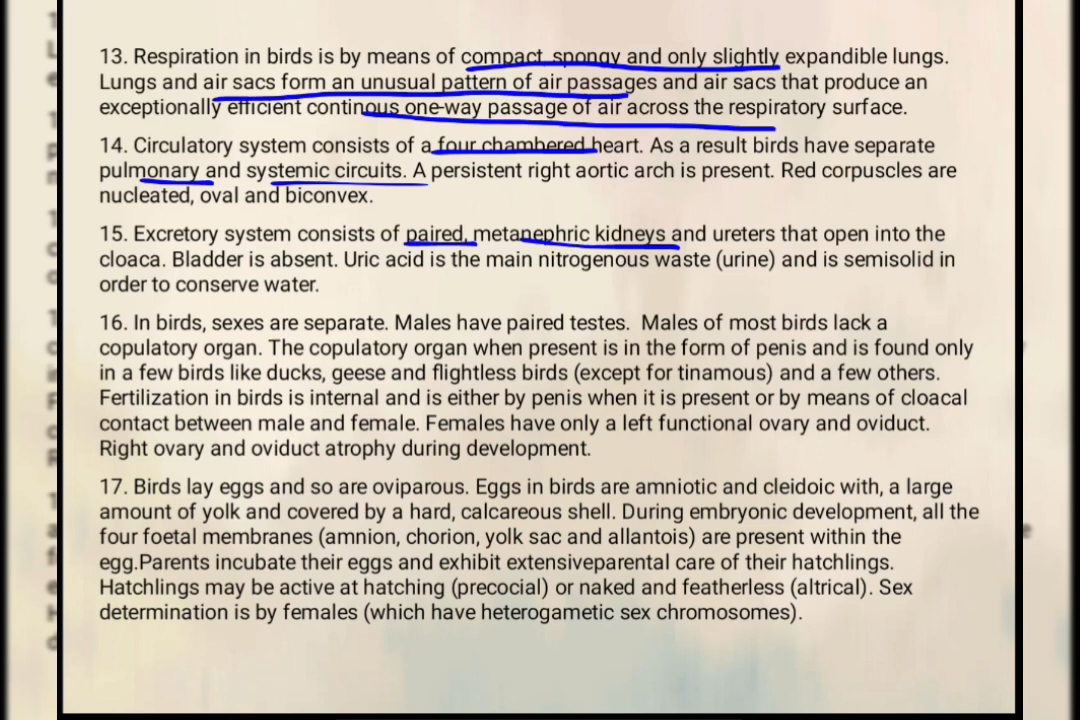 13. Respiration in birds is by means of compact spongy and only slightly expandible lungs.
Lungs and air sacs form an unusual pattern of air passages and air sacs that produce an
exceptionally efficient continous one-way passage of air across the respiratory surface.
14. Circulatory system consists of a four chambered heart. As a result birds have separate
pulmonary and systemic circuits. A persistent right aortic arch is present. Red corpuscles are
nucleated, oval and biconvex.
15. Excretory system consists of paired, metanephric kidneys and ureters that open into the
cloaca. Bladder is absent. Uric acid is the main nitrogenous waste (urine) and is semisolid in
order to conserve water.
16. In birds, sexes are separate. Males have paired testes. Males of most birds lack a
copulatory organ. The copulatory organ when present is in the form of penis and is found only
in a few birds like ducks, geese and flightless birds (except for tinamous) and a few others.
Fertilization in birds is internal and is either by penis when it is present or by means of cloacal
contact between male and female. Females have only a left functional ovary and oviduct.
Right ovary and oviduct atrophy during development.
17. Birds lay eggs and so are oviparous. Eggs in birds are amniotic and cleidoic with, a large
amount of yolk and covered by a hard, calcareous shell. During embryonic development, all the
four foetal membranes (amnion, chorion, yolk sac and allantois) are present within the
egg.Parents incubate their eggs and exhibit extensiveparental care of their hatchlings.
Hatchlings may be active at hatching (precocial) or naked and featherless (altrical). Sex
determination is by females (which have heterogametic sex chromosomes).